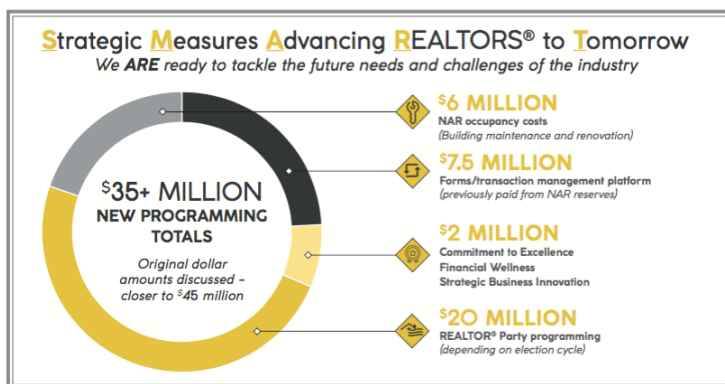 Strategic Measures Advancing REALTORS® to Tomorrow
We ARE ready to tackle the future needs and challenges of the industry
$35+ MILLION
NEW PROGRAMMING
TOTALS
Original dollar
amounts discussed –
closer to $45 million
$6 MILLION
NAR occupancy costs
(Building maintenance and renovation)
$7.5 MILLION
Forms/transaction management platform
(previously paid from NAR reserves)
$2 MILLION
Commitment to Excellence
Financial Wellness
Strategic Business Innovation
$20 MILLION
REALTOR® Party programming
(depending on election cycle)